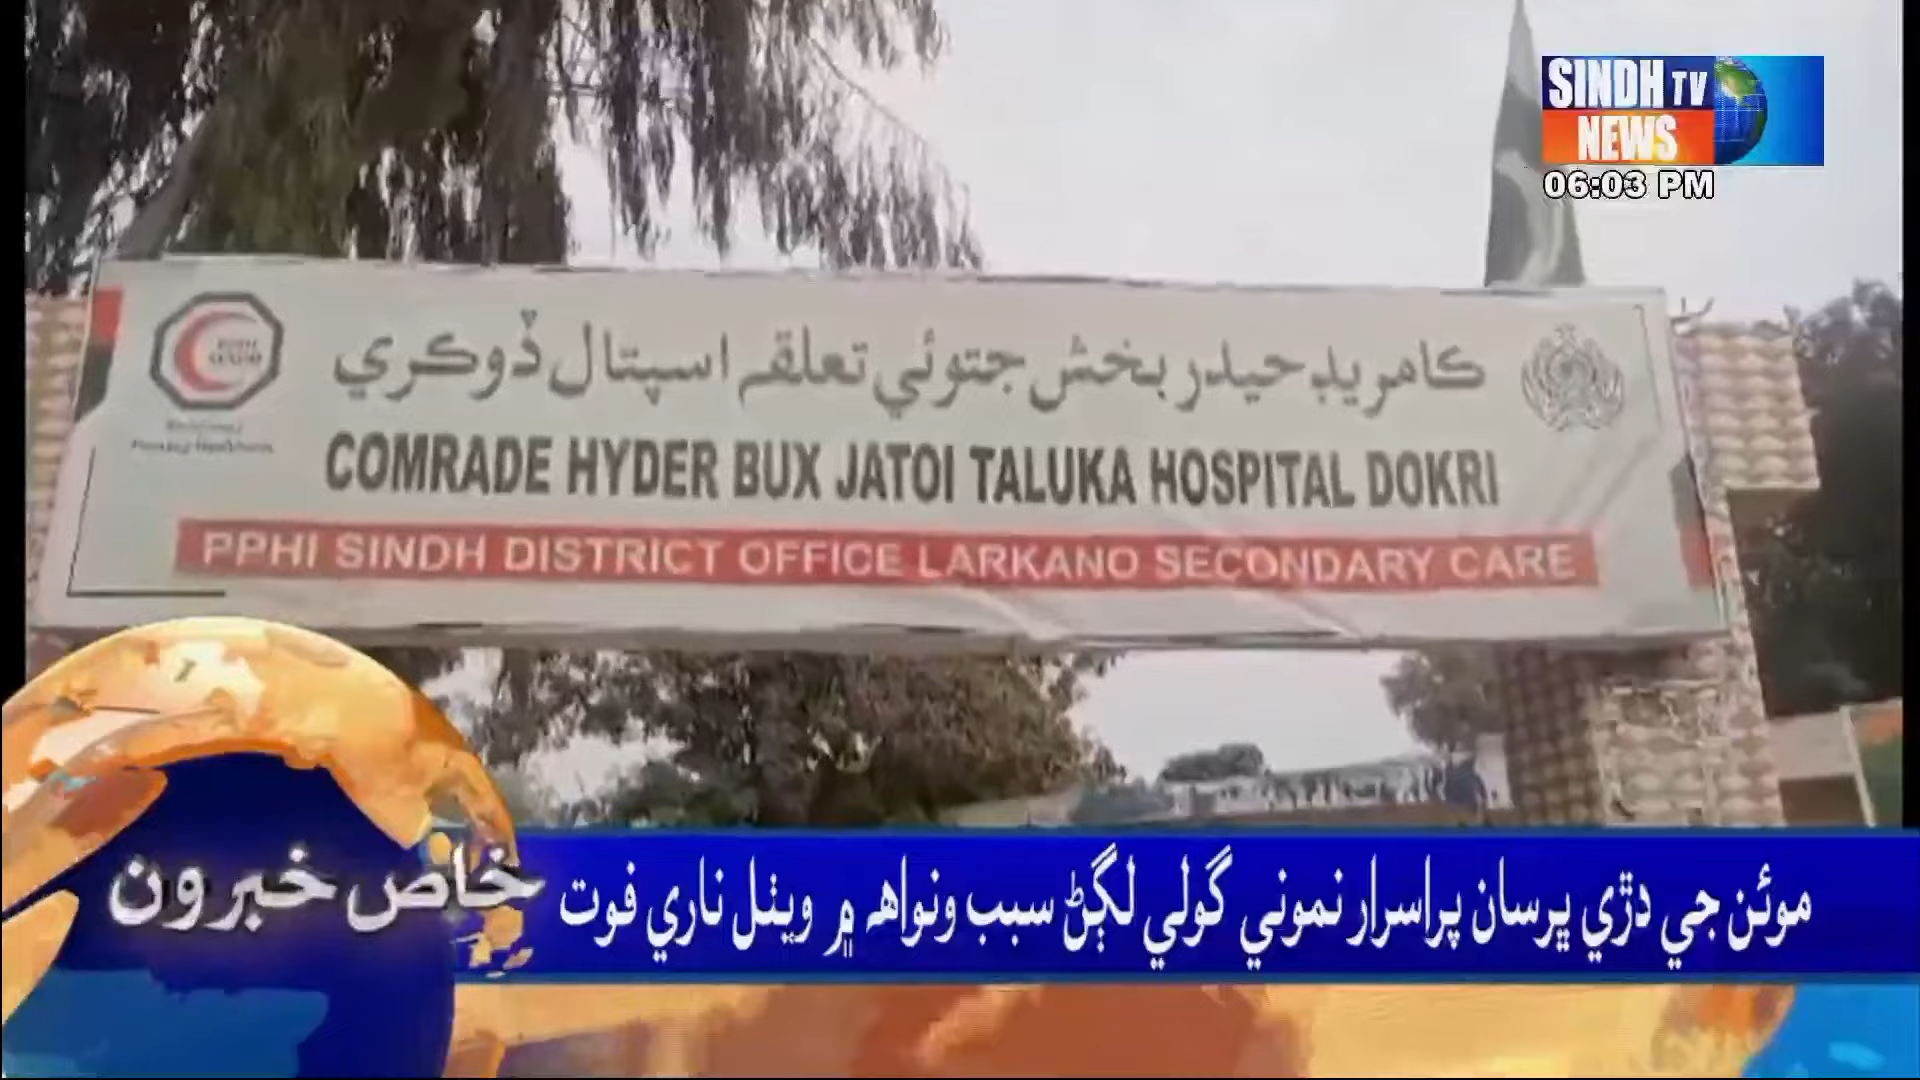 SINDH TV
NEWS
06:03 PM
ڪامريڊ حيدر بخش جتوئي تعلقه اسپتال ڏوڪري
COMRADE HYDER BUX JATOI TALUKA HOSPITAL DOKRI
PPHI SINDH DISTRICT OFFICE LARKANO SECONDARY CARE
خاص خبرون
موئن جي دڙي ڀرسان پراسرار نموني گولي لڳڻ سبب ونواهه ۾ ويٺل ناري فوت